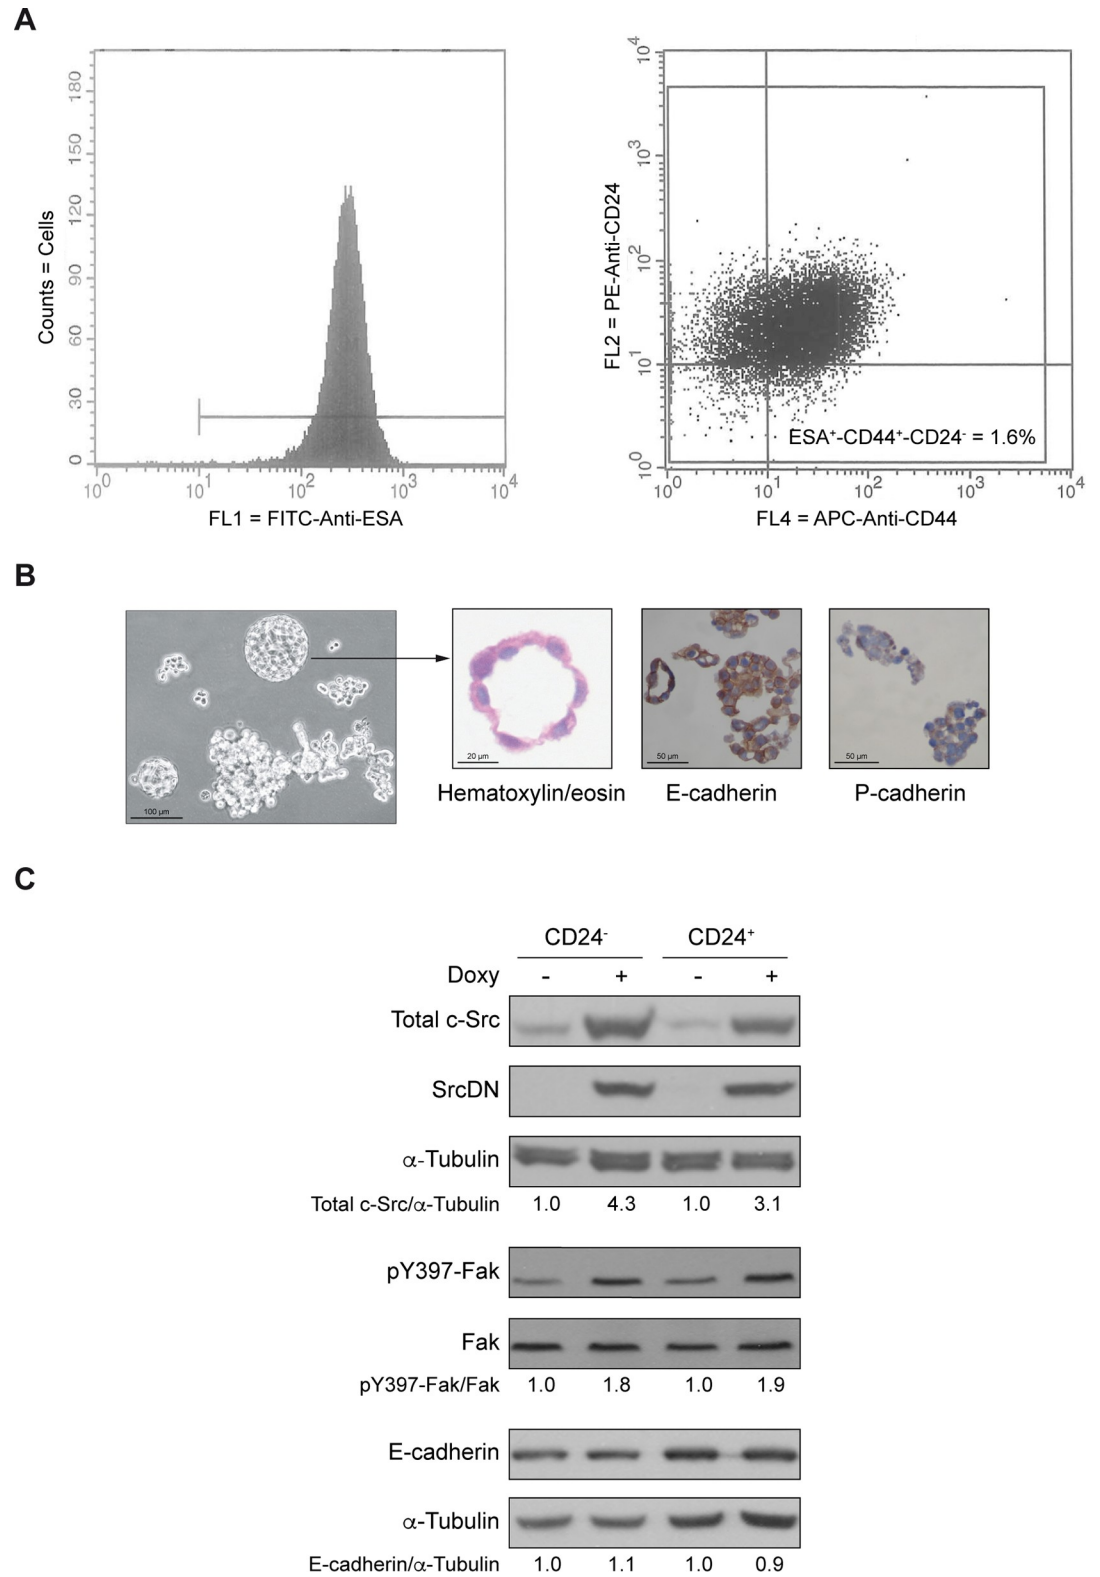 A
180
150
120
90
60
30
0
Counts = Cells
10^0 10^1 10^2 10^3 10^4
FL1 = FITC-Anti-ESA
10^4
10^3
10^2
10^1
10^0
FL2 = PE-Anti-CD24
ESA⁺-CD44⁺-CD24⁻ = 1.6%
10^0 10^1 10^2 10^3 10^4
FL4 = APC-Anti-CD44
B
100 µm
20 µm
50 µm
50 µm
Hematoxylin/eosin
E-cadherin
P-cadherin
C
CD24⁻ CD24⁺
Doxy - + - +
Total c-Src
SrcDN
α-Tubulin
Total c-Src/α-Tubulin 1.0 4.3 1.0 3.1
pY397-Fak
Fak
pY397-Fak/Fak 1.0 1.8 1.0 1.9
E-cadherin
α-Tubulin
E-cadherin/α-Tubulin 1.0 1.1 1.0 0.9